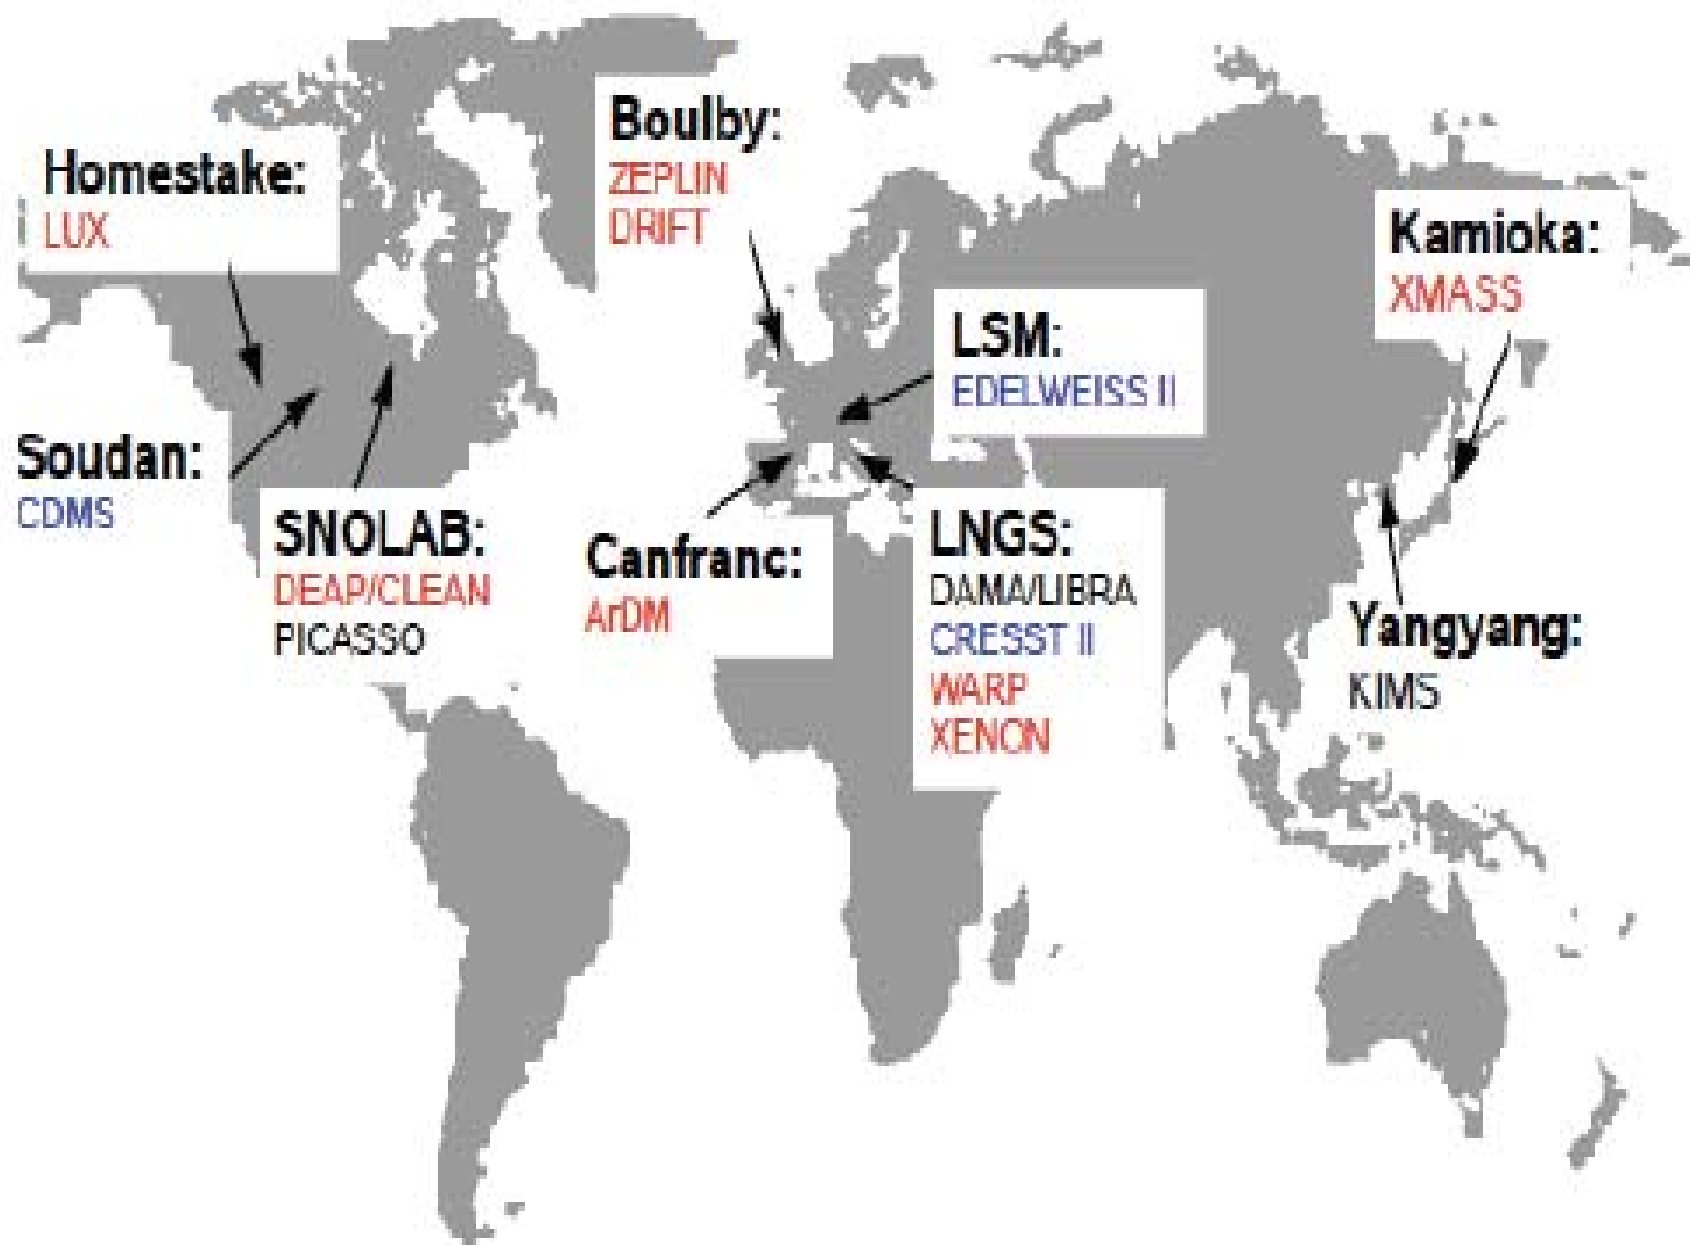 Homestake:
LUX
Boulby:
ZEPLIN
DRIFT
Kamioka:
XMASS
LSM:
EDELWEISS II
Soudan:
CDMS
SNOLAB:
DEAP/CLEAN
PICASSO
Canfranc:
ArDM
LNGS:
DAMA/LIBRA
CRESST II
WARP
XENON
Yangyang:
KIMS